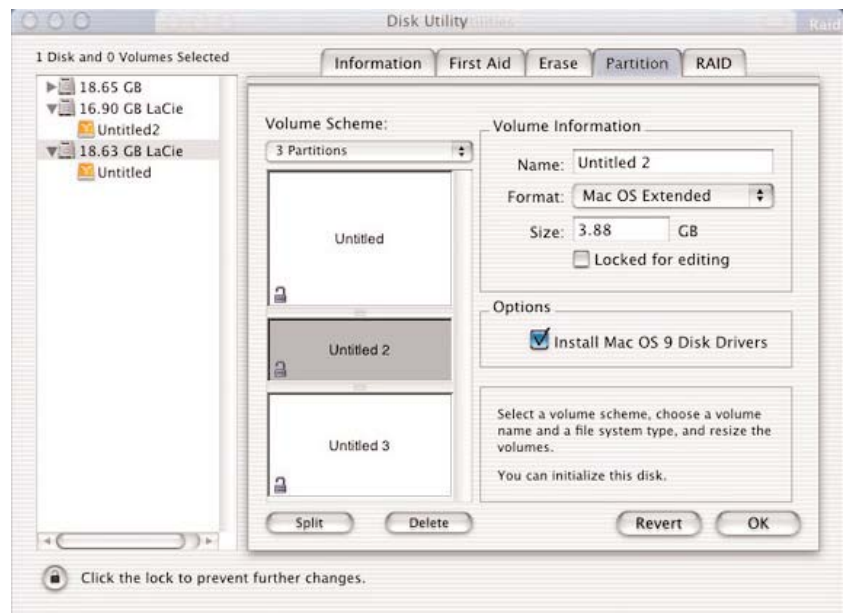 Disk Utility
Raid
1 Disk and 0 Volumes Selected
Information
First Aid
Erase
Partition
RAID
18.65 GB
16.90 GB LaCie
Untitled2
18.63 GB LaCie
Untitled
Volume Scheme:
3 Partitions
Untitled
Untitled 2
Untitled 3
Split
Delete
Volume Information
Name: Untitled 2
Format: Mac OS Extended
Size: 3.88 GB
Locked for editing
Options
Install Mac OS 9 Disk Drivers
Select a volume scheme, choose a volume
name and a file system type, and resize the
volumes.
You can initialize this disk.
Revert
OK
Click the lock to prevent further changes.